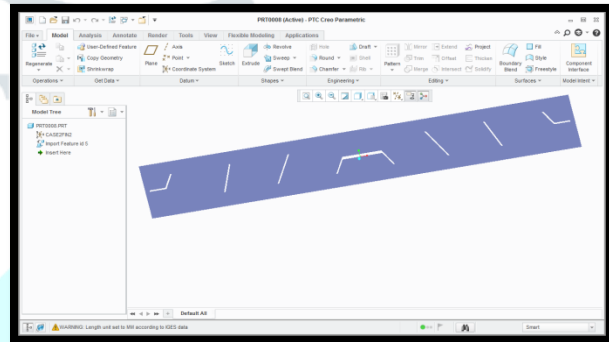 PRT0008 (Active) - PTC Creo Parametric
File Model Analysis Annotate Render Tools View Flexible Modeling Applications
Regenerate
User-Defined Feature
Copy Geometry
Shrinkwrap
Plane
Axis
Point
Coordinate System
Sketch
Extrude
Revolve
Sweep
Swept Blend
Hole
Round
Chamfer
Draft
Shell
Rib
Pattern
Mirror
Trim
Merge
Extend
Offset
Intersect
Project
Thicken
Solidify
Boundary Blend
Fill
Style
Freestyle
Component Interface
Operations Get Data Datum Shapes Engineering Editing Surfaces Model Intent
Model Tree
PRT0008.PRT
CASE2FIN2
Import Feature id 5
Insert Here
Default All
WARNING: Length unit set to MM according to IGES data
Smart